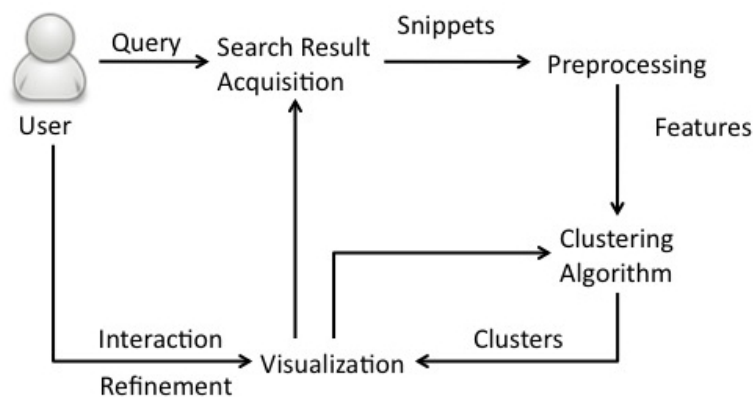 Query
Search Result
Acquisition
Snippets
Preprocessing
User
Features
Clustering
Algorithm
Interaction
Refinement
Visualization
Clusters